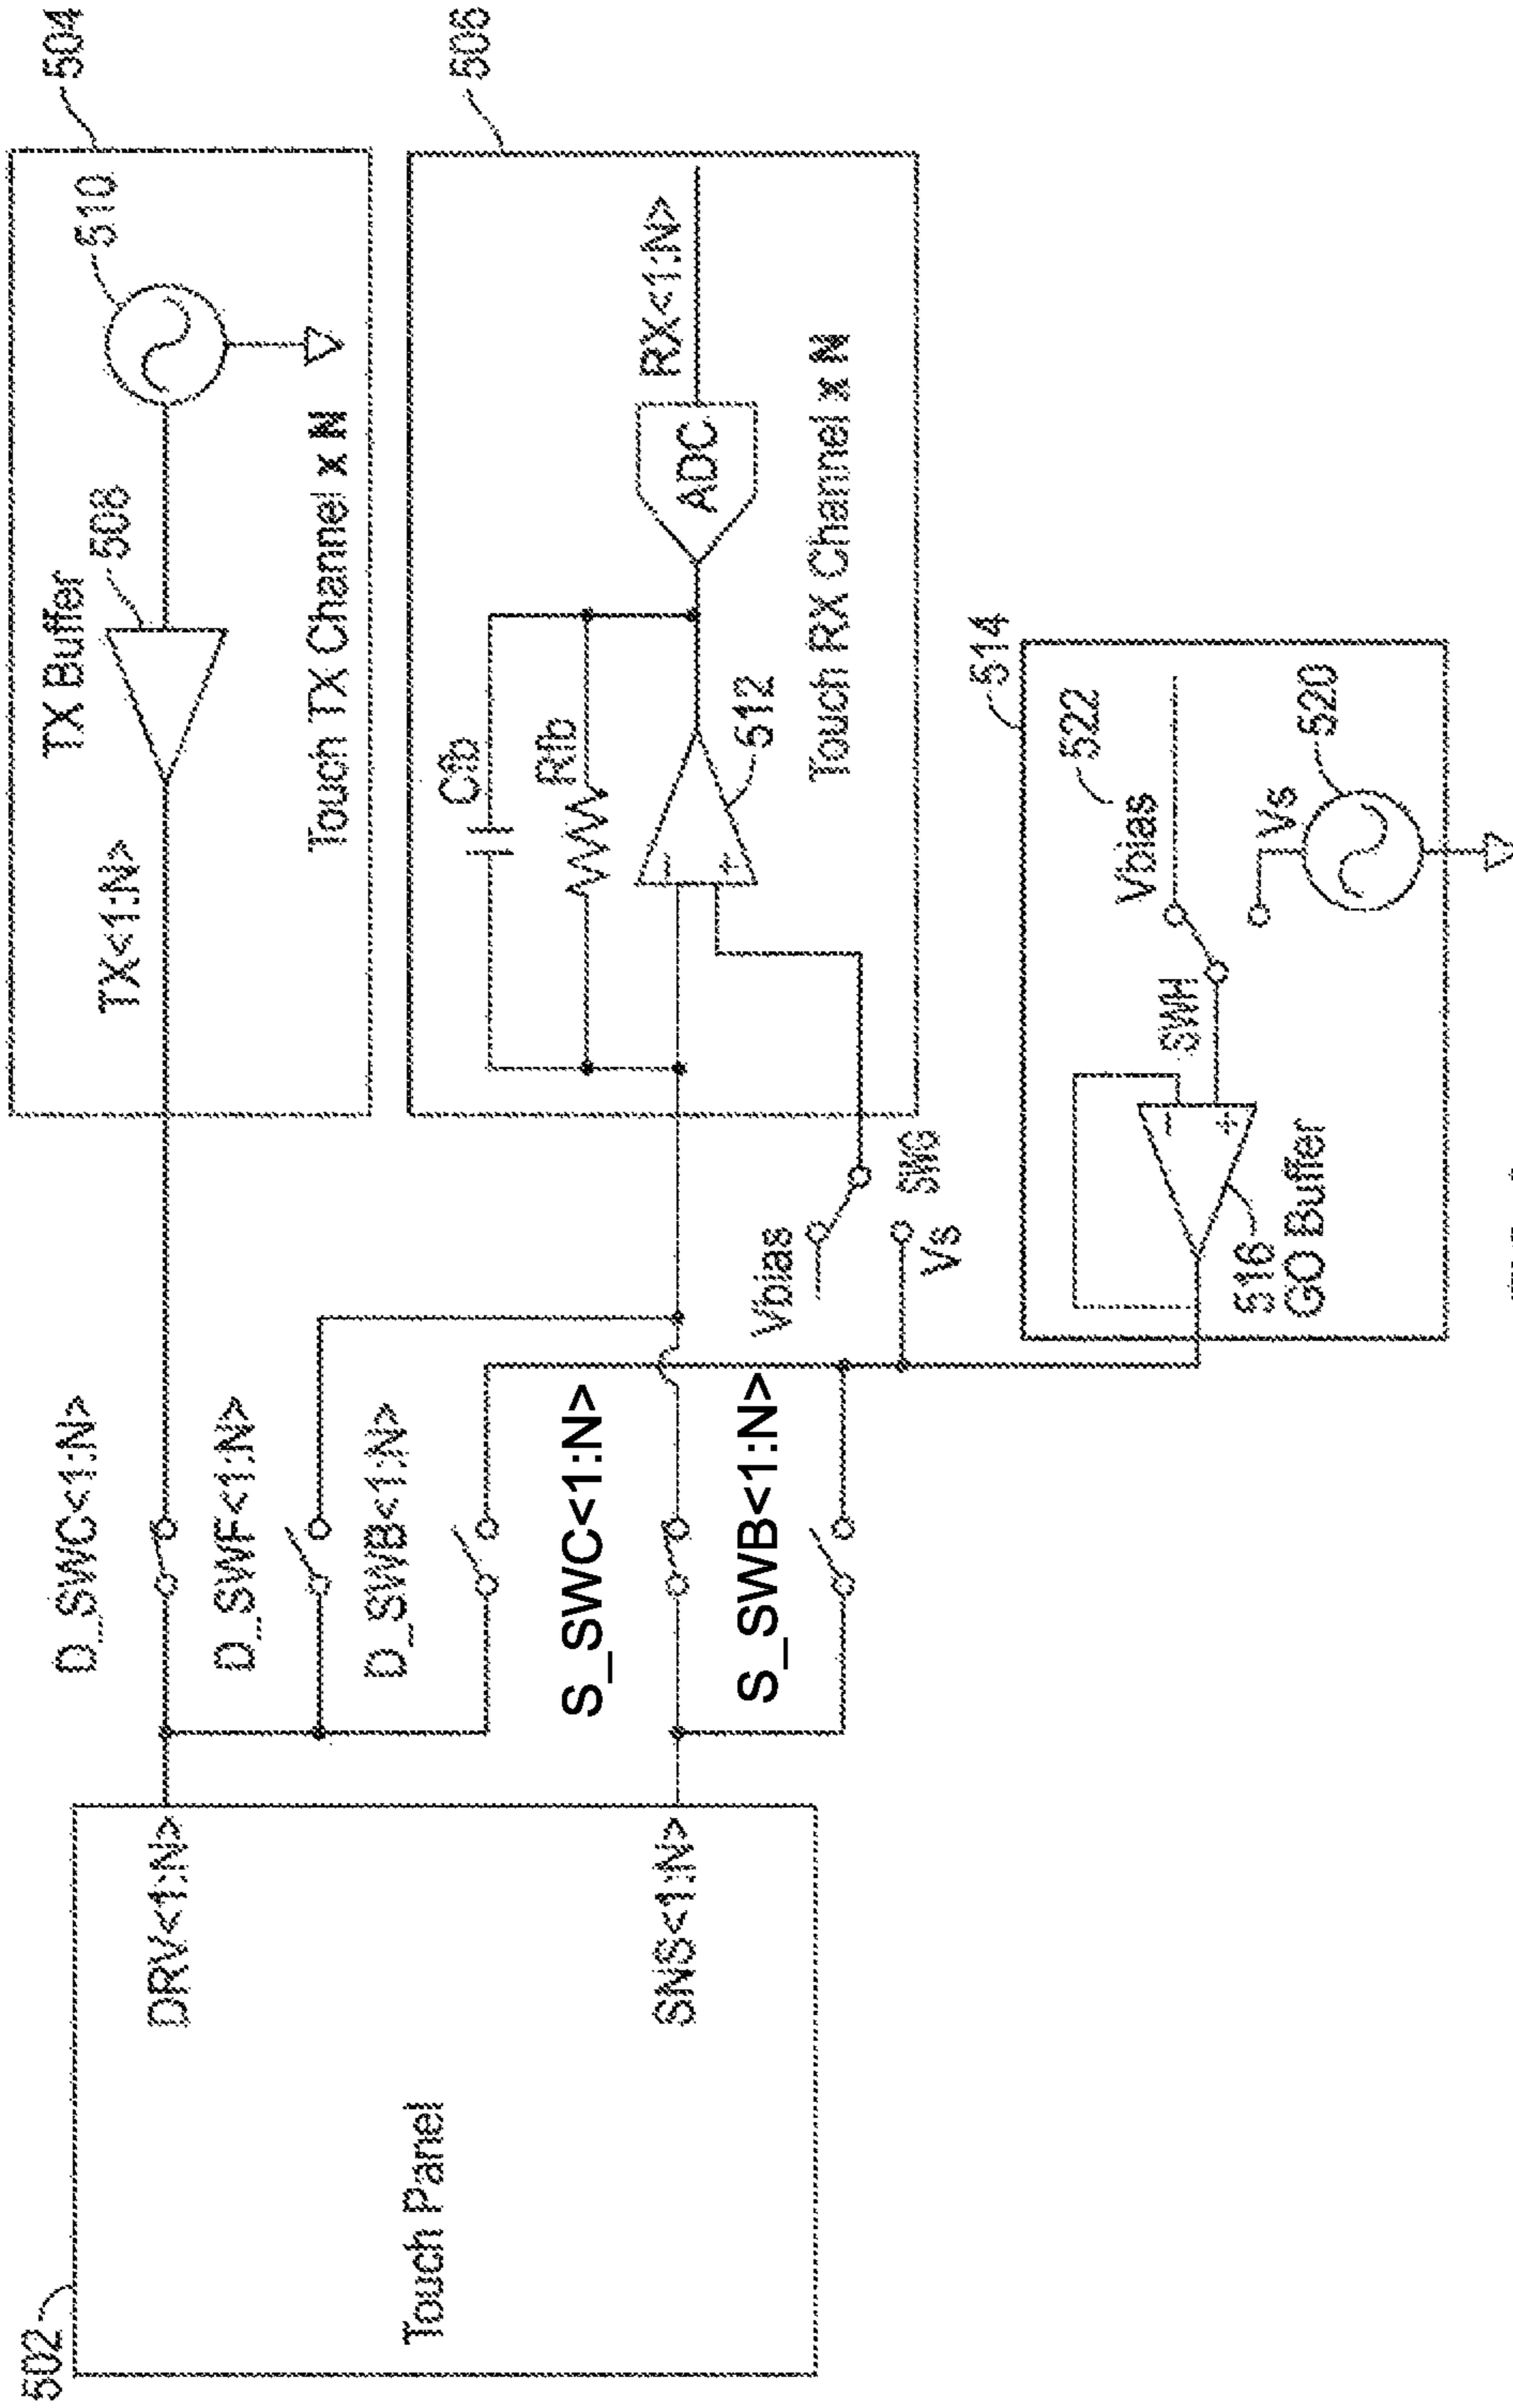 502
Touch Panel
DRV<1:N>
SNS<1:N>
D_SWC<1:N>
D_SWF<1:N>
D_SWB<1:N>
S_SWC<1:N>
S_SWB<1:N>
TX<1:N>
TX Buffer
508
510
Touch TX Channel x N
504
Cfb
Rfb
−
+
512
ADC
RX<1:N>
Touch RX Channel x N
506
Vbias
Vs
SWG
514
516
GO Buffer
−
+
SWH
Vbias
522
Vs
520